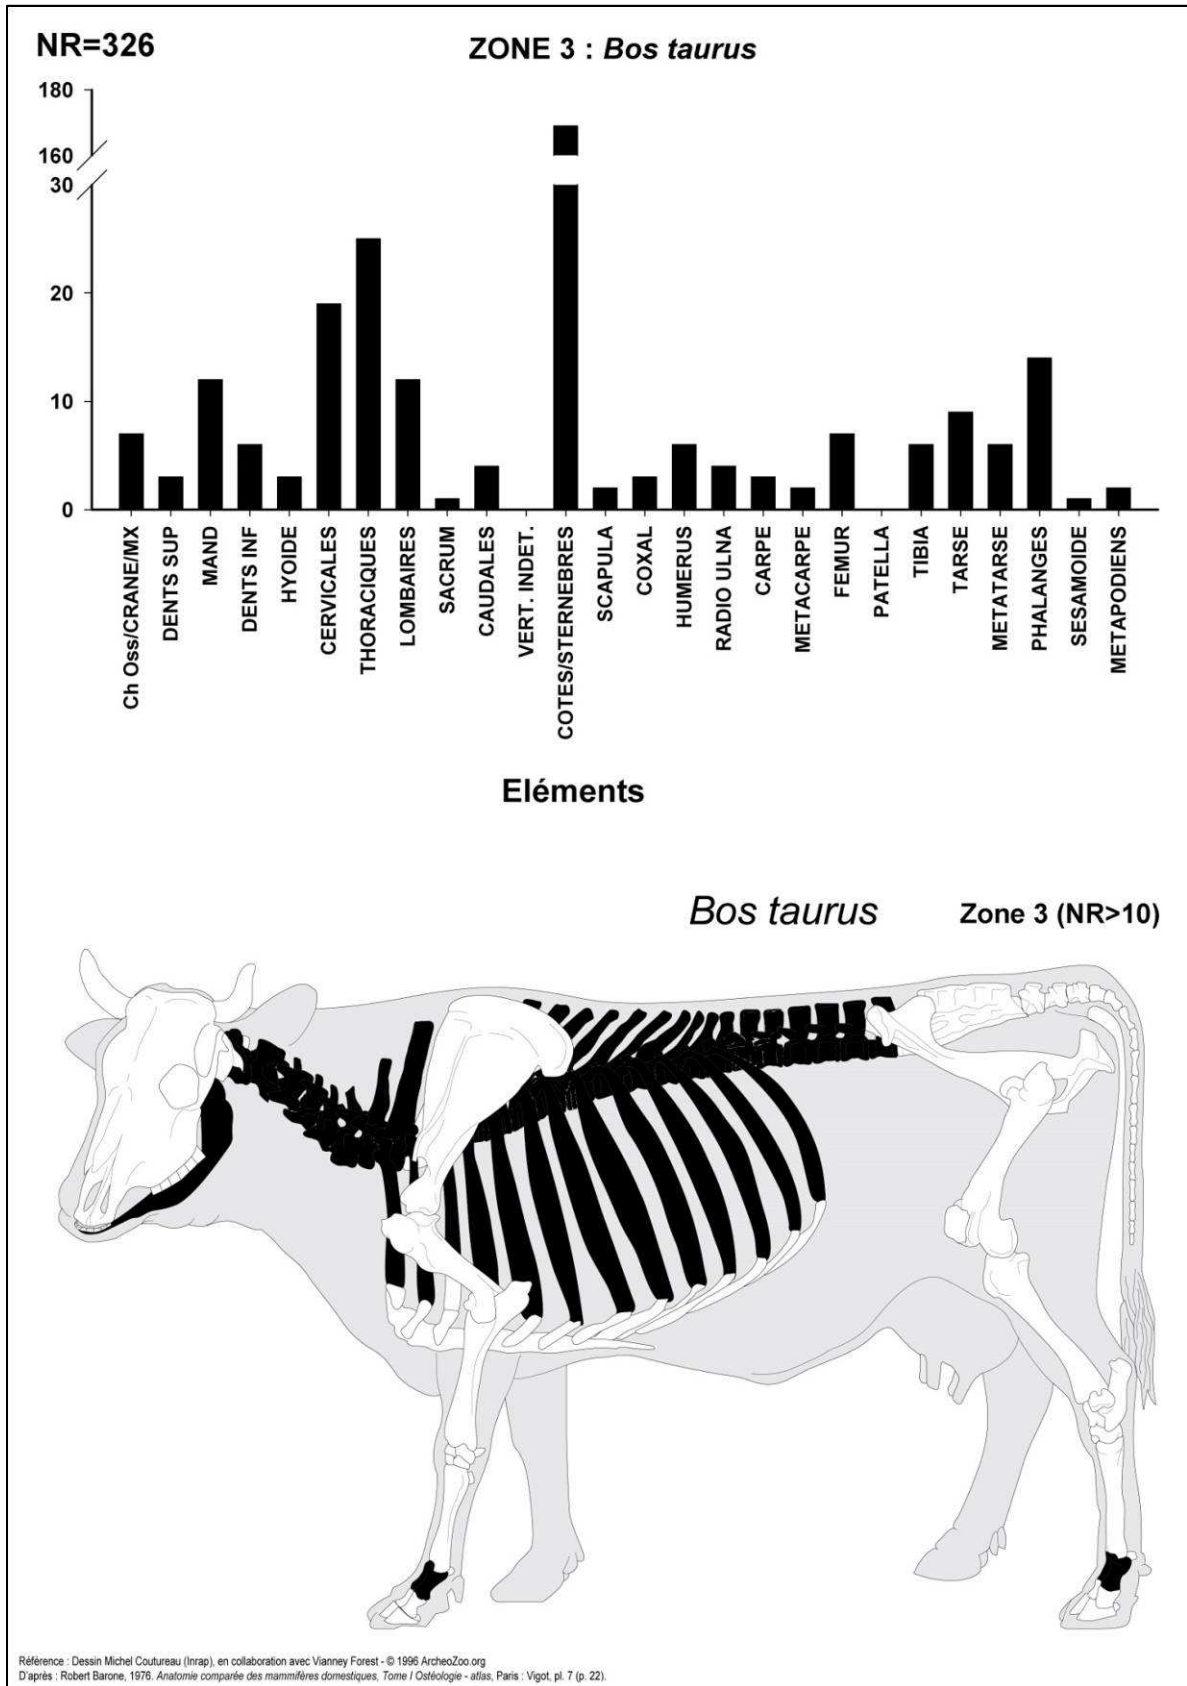 NR=326
ZONE 3 : Bos taurus
180
160
30
20
10
0
Ch Oss/CRANE/MX
DENTS SUP
MAND
DENTS INF
HYOIDE
CERVICALES
THORACIQUES
LOMBAIRES
SACRUM
CAUDALES
VERT. INDET.
COTES/STERNEBRES
SCAPULA
COXAL
HUMERUS
RADIO ULNA
CARPE
METACARPE
FEMUR
PATELLA
TIBIA
TARSE
METATARSE
PHALANGES
SESAMOIDE
METAPODIENS
Eléments
Bos taurus Zone 3 (NR>10)
Référence : Dessin Michel Coutureau (Inrap), en collaboration avec Vianney Forest - © 1996 ArcheoZoo.org
D'après : Robert Barone, 1976. Anatomie comparée des mammifères domestiques, Tome I Ostéologie - atlas, Paris : Vigot, pl. 7 (p. 22).